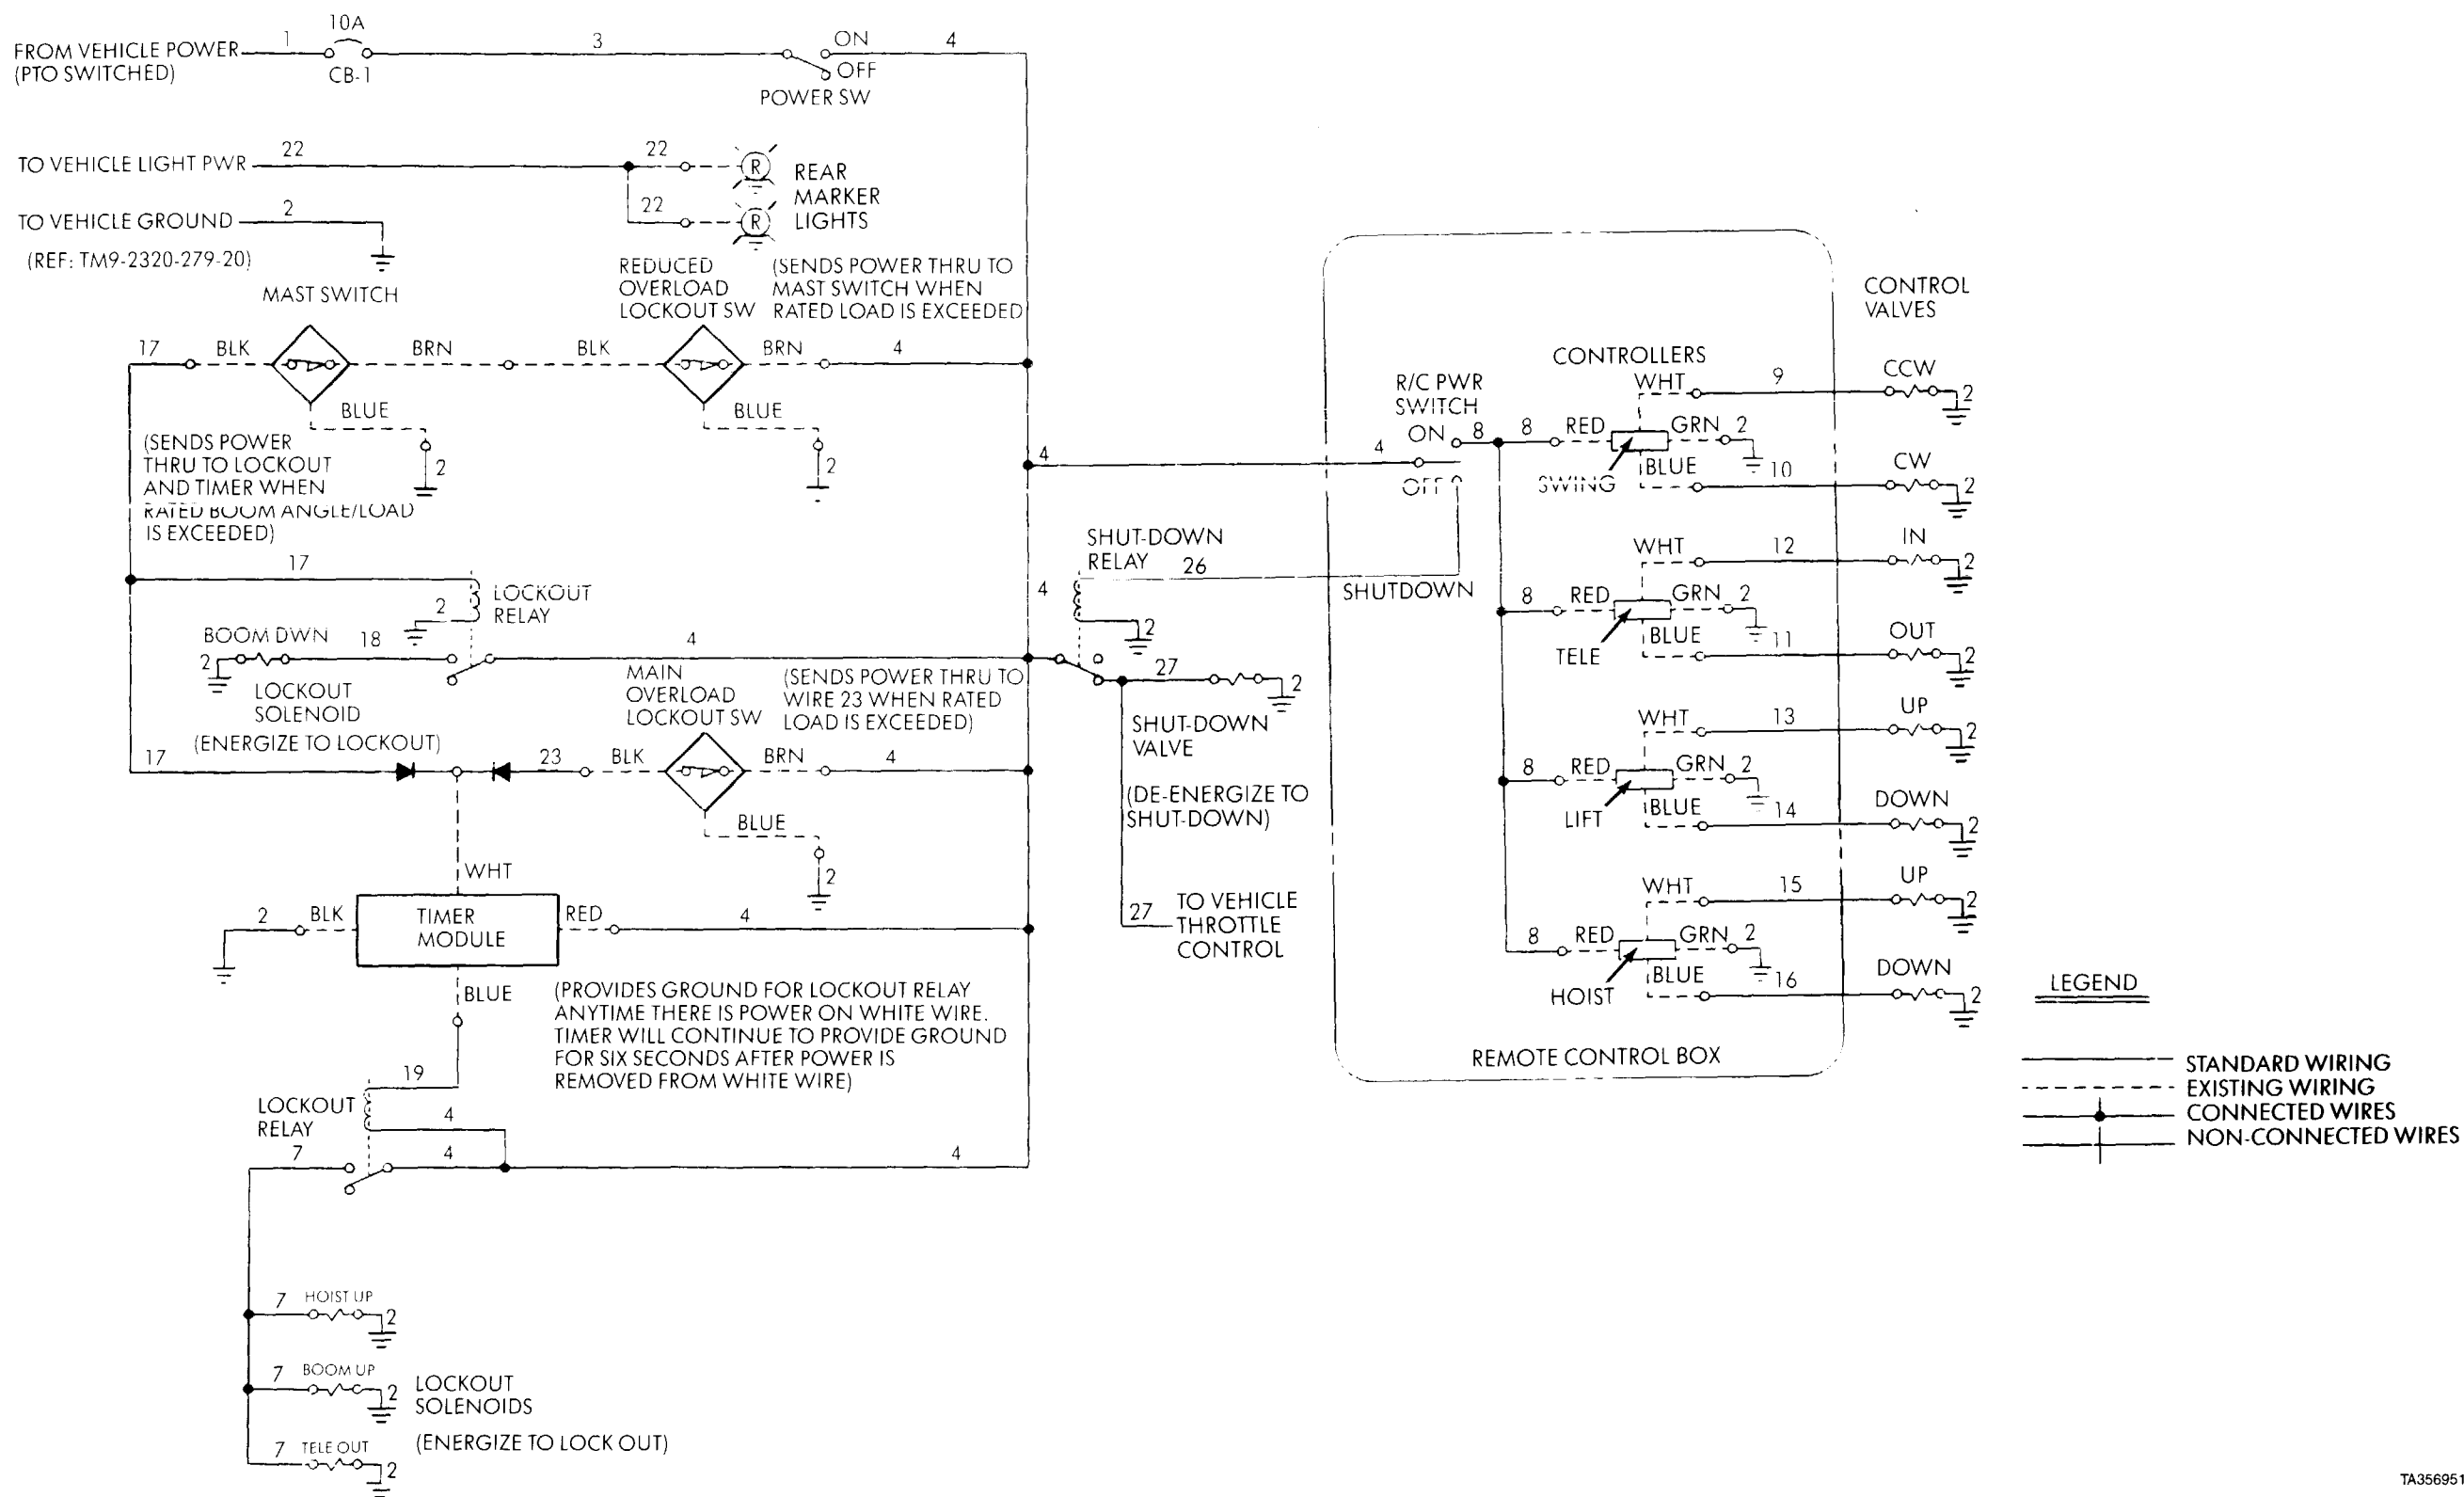 10A
FROM VEHICLE POWER 1 3 ON 4
(PTO SWITCHED) CB-1 OFF
POWER SW
TO VEHICLE LIGHT PWR 22 22
22
REAR
MARKER
LIGHTS
R
R
TO VEHICLE GROUND 2
(REF: TM9-2320-279-20)
MAST SWITCH
REDUCED
OVERLOAD
LOCKOUT SW
(SENDS POWER THRU TO
MAST SWITCH WHEN
RATED LOAD IS EXCEEDED
17 BLK BRN BLK BRN 4
BLUE BLUE
2 2
(SENDS POWER
THRU TO LOCKOUT
AND TIMER WHEN
RATED BOOM ANGLE/LOAD
IS EXCEEDED)
17
LOCKOUT
RELAY
2
BOOM DWN 18 4
2
LOCKOUT
SOLENOID
(ENERGIZE TO LOCKOUT)
MAIN
OVERLOAD
LOCKOUT SW
(SENDS POWER THRU TO
WIRE 23 WHEN RATED
LOAD IS EXCEEDED)
17 23 BLK BRN 4
BLUE
2
WHT
2 BLK TIMER
MODULE
RED 4
BLUE
(PROVIDES GROUND FOR LOCKOUT RELAY
ANYTIME THERE IS POWER ON WHITE WIRE.
TIMER WILL CONTINUE TO PROVIDE GROUND
FOR SIX SECONDS AFTER POWER IS
REMOVED FROM WHITE WIRE)
19
LOCKOUT
RELAY
4
7 4 4
7 HOIST UP 2
7 BOOM UP 2
7 TELE OUT 2
LOCKOUT
SOLENOIDS
(ENERGIZE TO LOCK OUT)
4
4
SHUT-DOWN
RELAY
26
2
27
2
SHUT-DOWN
VALVE
(DE-ENERGIZE TO
SHUT-DOWN)
27
TO VEHICLE
THROTTLE
CONTROL
R/C PWR
SWITCH
4 ON 8
OFF
SHUTDOWN
CONTROLLERS
CONTROL
VALVES
WHT 9 CCW 2
8 RED GRN 2
SWING
BLUE 10 CW 2
WHT 12 IN 2
8 RED GRN 2
TELE
BLUE 11 OUT 2
WHT 13 UP 2
8 RED GRN 2
LIFT
BLUE 14 DOWN 2
WHT 15 UP 2
8 RED GRN 2
HOIST
BLUE 16 DOWN 2
REMOTE CONTROL BOX
LEGEND
STANDARD WIRING
EXISTING WIRING
CONNECTED WIRES
NON-CONNECTED WIRES
TA356951